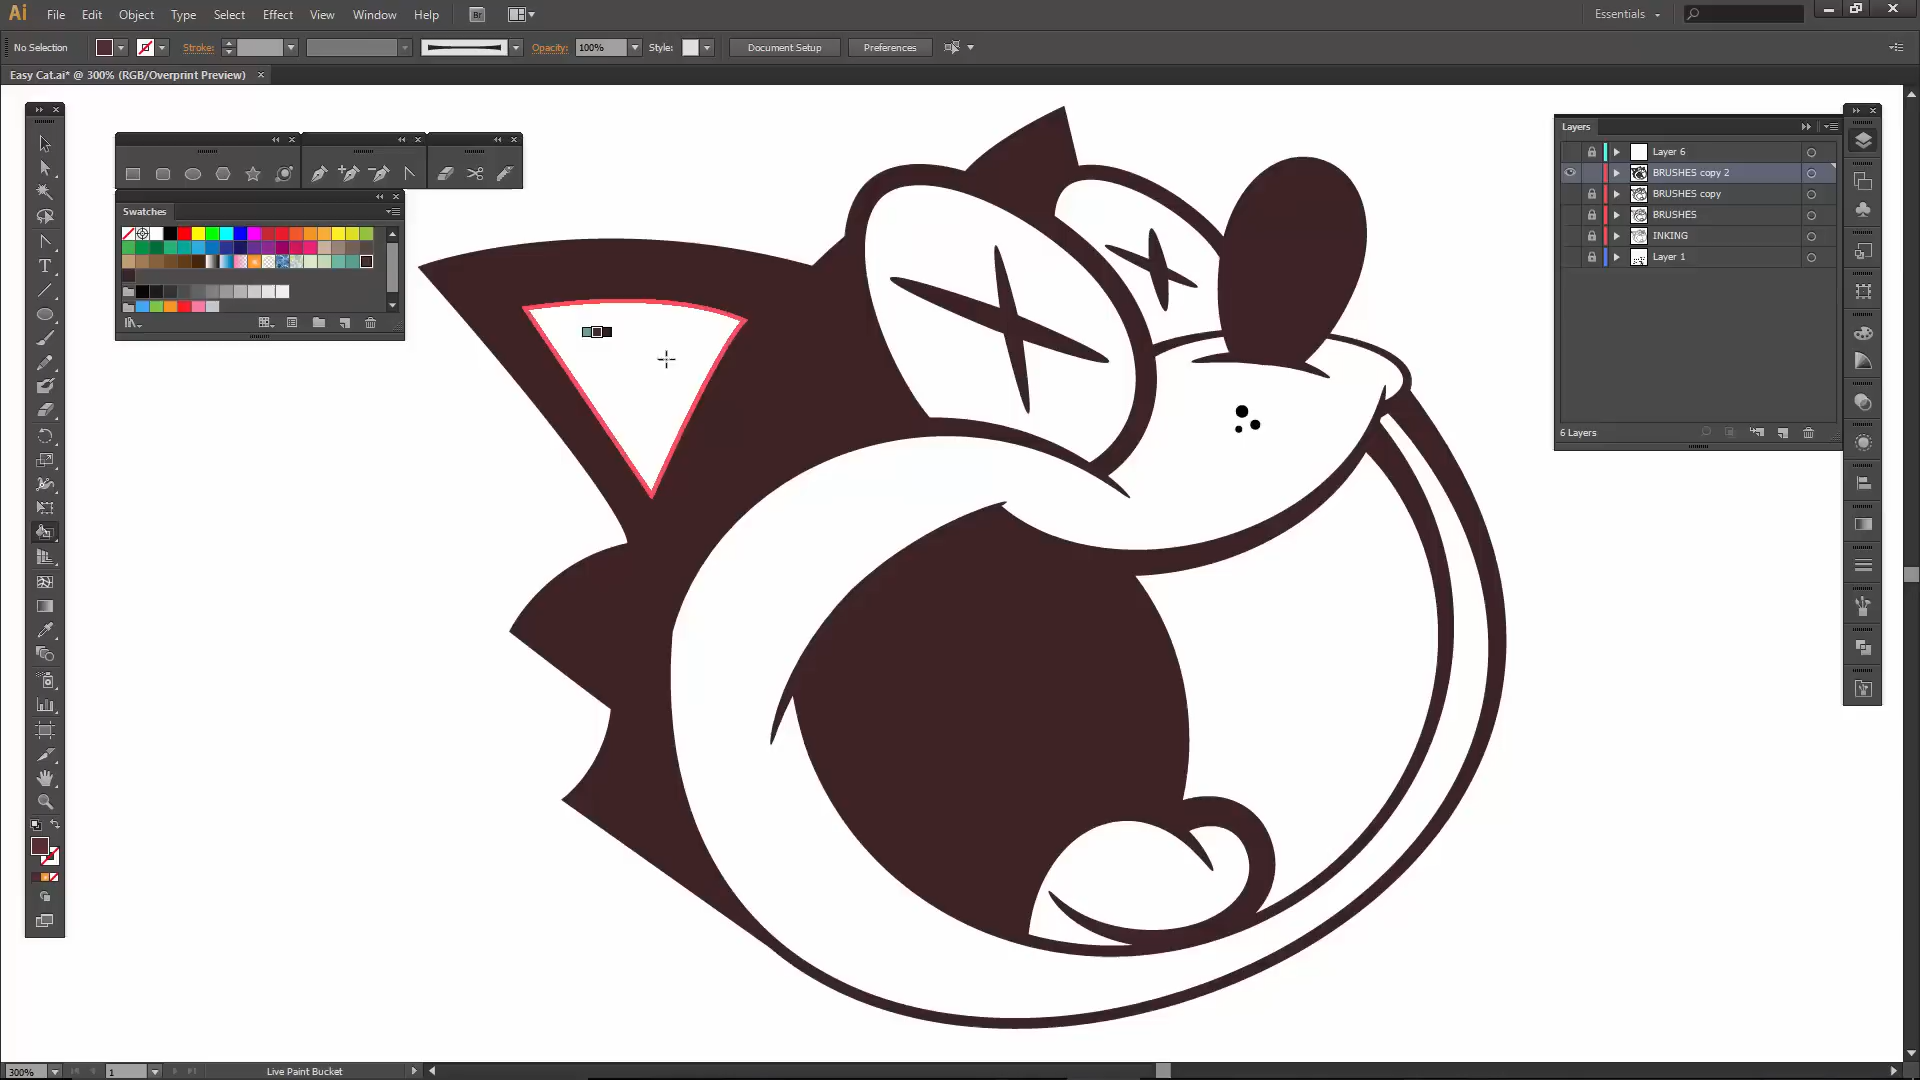 Ai File Edit Object Type Select Effect View Window Help Br Essentials
No Selection Stroke: Opacity: 100% Style: Document Setup Preferences
Easy Cat.ai* @ 300% (RGB/Overprint Preview)
Swatches
Layers
Layer 6
BRUSHES copy 2
BRUSHES copy
BRUSHES
INKING
Layer 1
6 Layers
300% 1 Live Paint Bucket